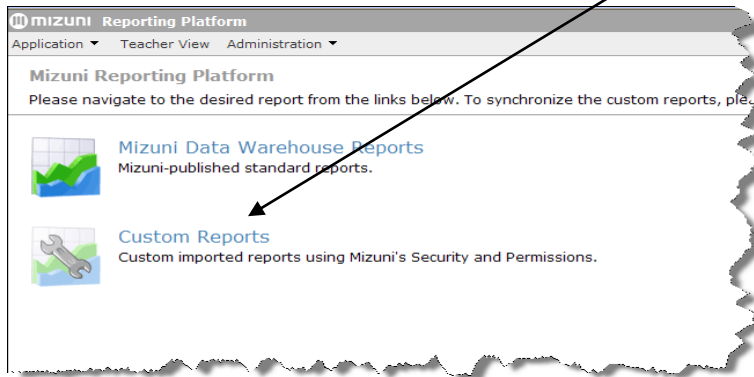 mizuni Reporting Platform
Application Teacher View Administration
Mizuni Reporting Platform
Please navigate to the desired report from the links below. To synchronize the custom reports,
Mizuni Data Warehouse Reports
Mizuni-published standard reports.
Custom Reports
Custom imported reports using Mizuni's Security and Permissions.